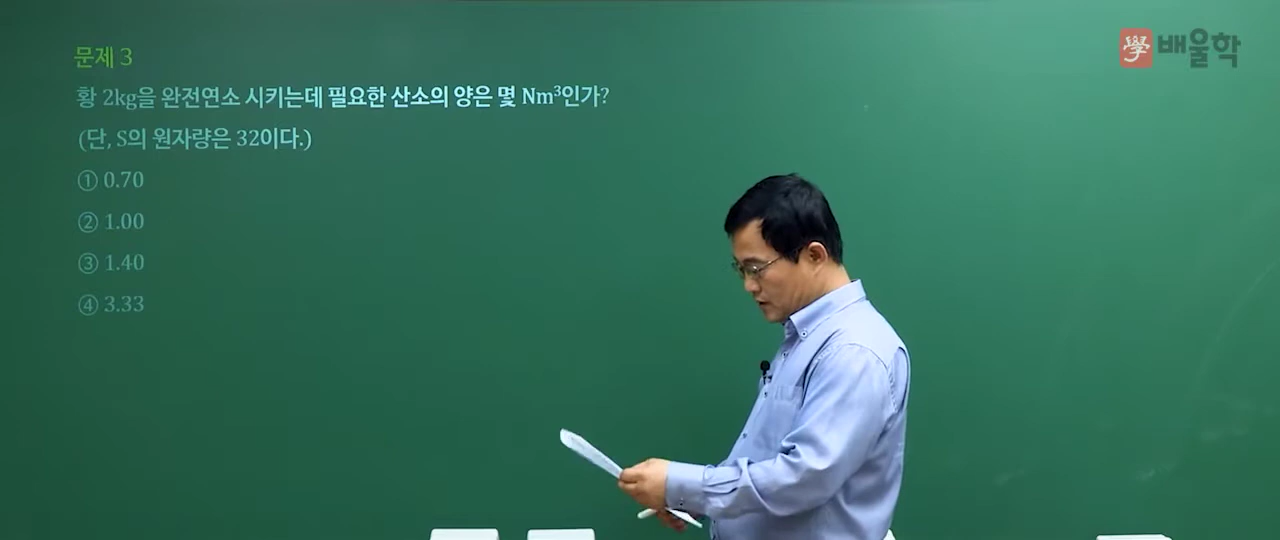 學 배울학
문제 3
황 2kg을 완전연소 시키는데 필요한 산소의 양은 몇 Nm³인가?
(단, S의 원자량은 32이다.)
① 0.70
② 1.00
③ 1.40
④ 3.33